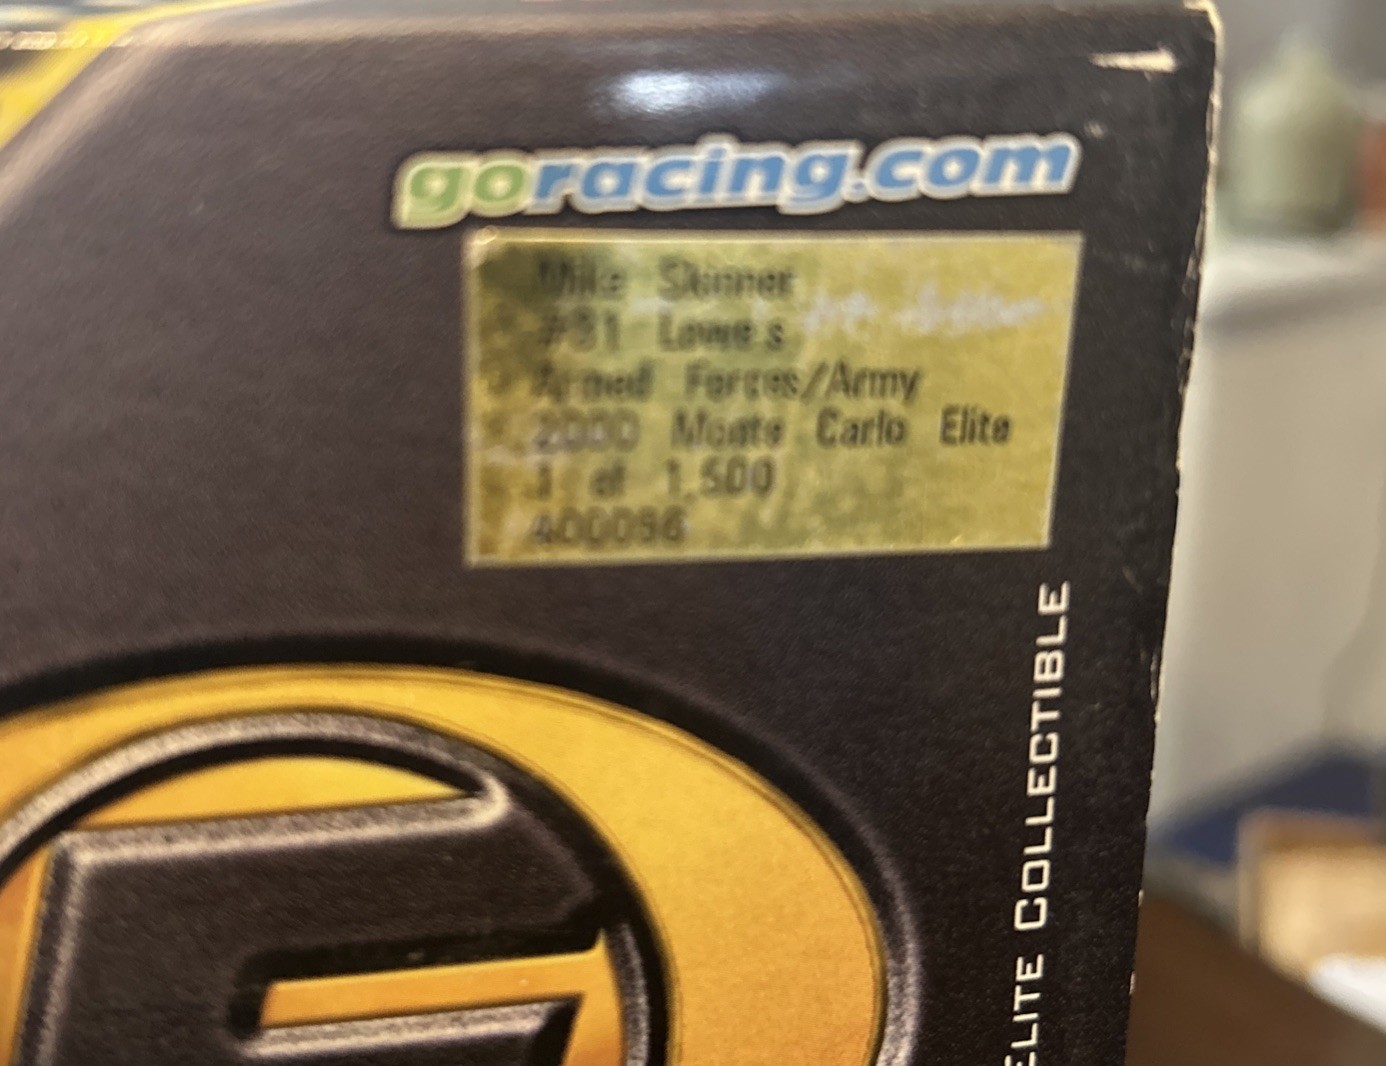 goracing.com
Mike Skinner
#31 Lowe's
Armed Forces/Army
2000 Monte Carlo Elite
1 of 1,500
400096
ELITE COLLECTIBLE